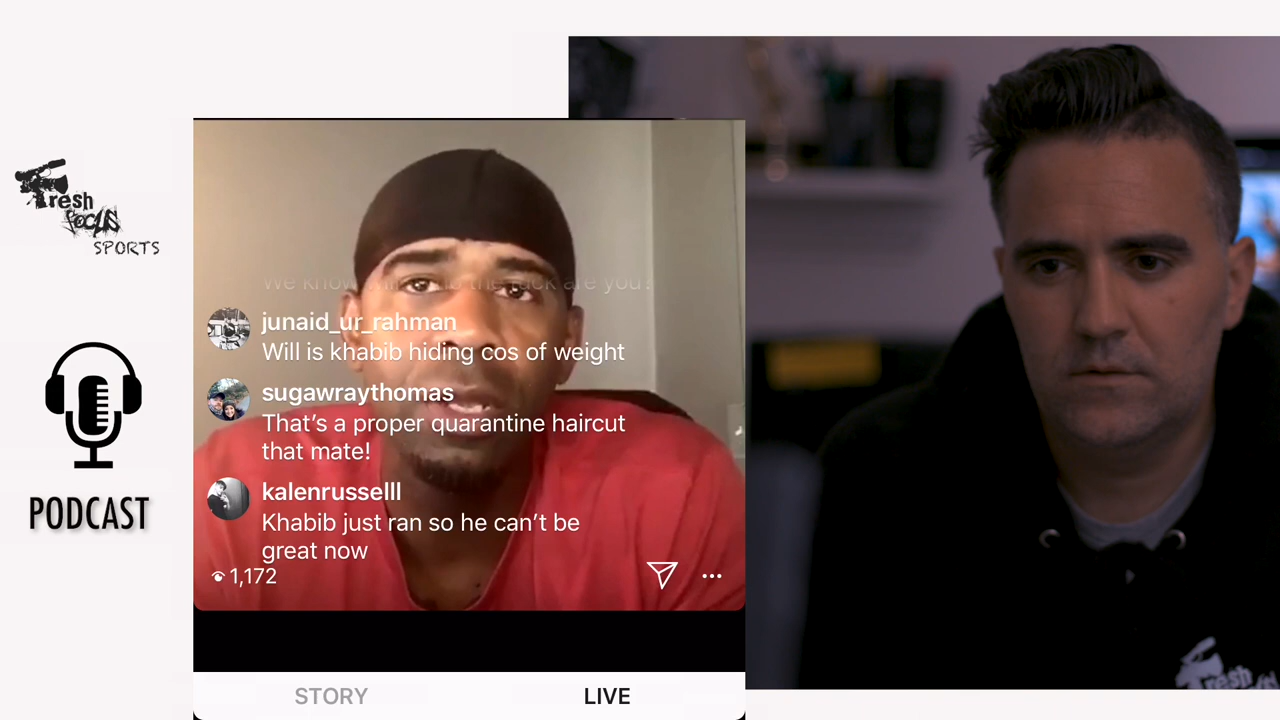 Fresh
Focus
SPORTS
PODCAST
junaid_ur_rahman
Will is khabib hiding cos of weight
sugawraythomas
That’s a proper quarantine haircut
that mate!
kalenrusselll
Khabib just ran so he can’t be
great now
1,172
STORY
LIVE
Fresh